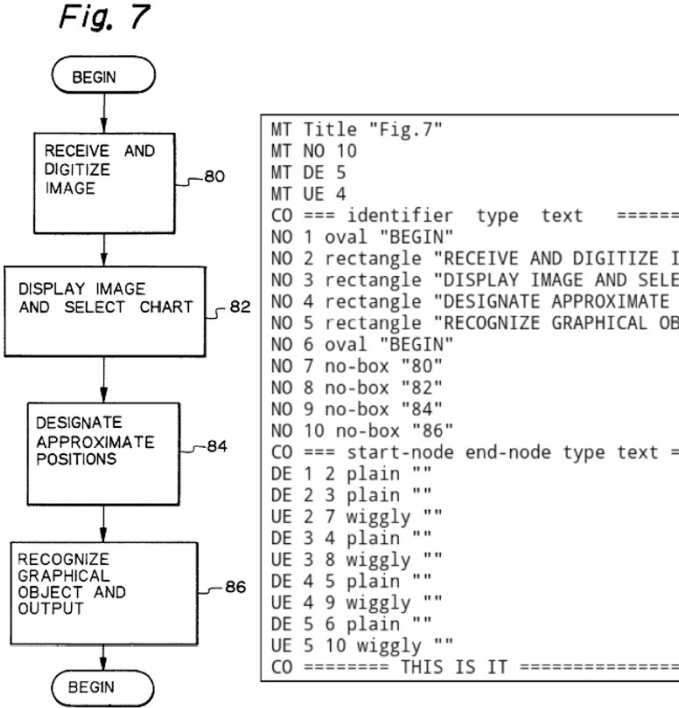 Fig. 7
BEGIN
RECEIVE AND
DIGITIZE
IMAGE
80
DISPLAY IMAGE
AND SELECT CHART
82
DESIGNATE
APPROXIMATE
POSITIONS
84
RECOGNIZE
GRAPHICAL
OBJECT AND
OUTPUT
86
BEGIN
MT Title "Fig.7"
MT NO 10
MT DE 5
MT UE 4
CO === identifier type text ======
NO 1 oval "BEGIN"
NO 2 rectangle "RECEIVE AND DIGITIZE I
NO 3 rectangle "DISPLAY IMAGE AND SELE
NO 4 rectangle "DESIGNATE APPROXIMATE
NO 5 rectangle "RECOGNIZE GRAPHICAL OB
NO 6 oval "BEGIN"
NO 7 no-box "80"
NO 8 no-box "82"
NO 9 no-box "84"
NO 10 no-box "86"
CO === start-node end-node type text =
DE 1 2 plain ""
DE 2 3 plain ""
UE 2 7 wiggly ""
DE 3 4 plain ""
UE 3 8 wiggly ""
DE 4 5 plain ""
UE 4 9 wiggly ""
DE 5 6 plain ""
UE 5 10 wiggly ""
CO ======== THIS IS IT ===============